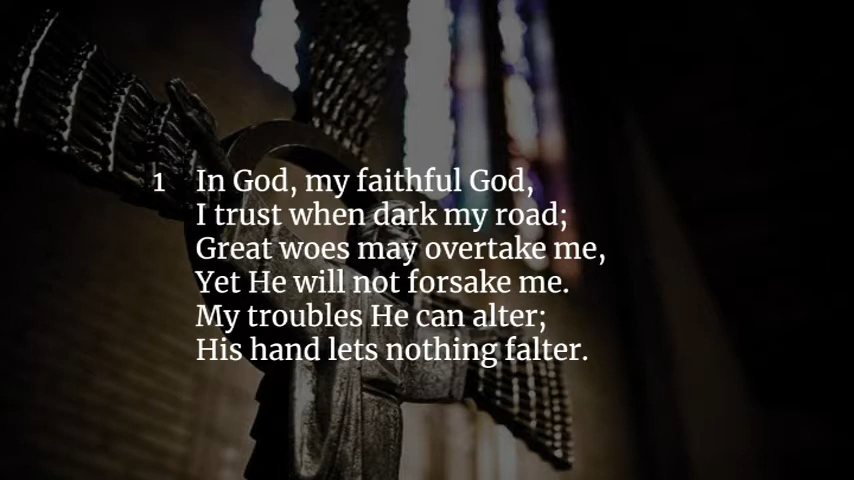 1 In God, my faithful God,
I trust when dark my road;
Great woes may overtake me,
Yet He will not forsake me.
My troubles He can alter;
His hand lets nothing falter.